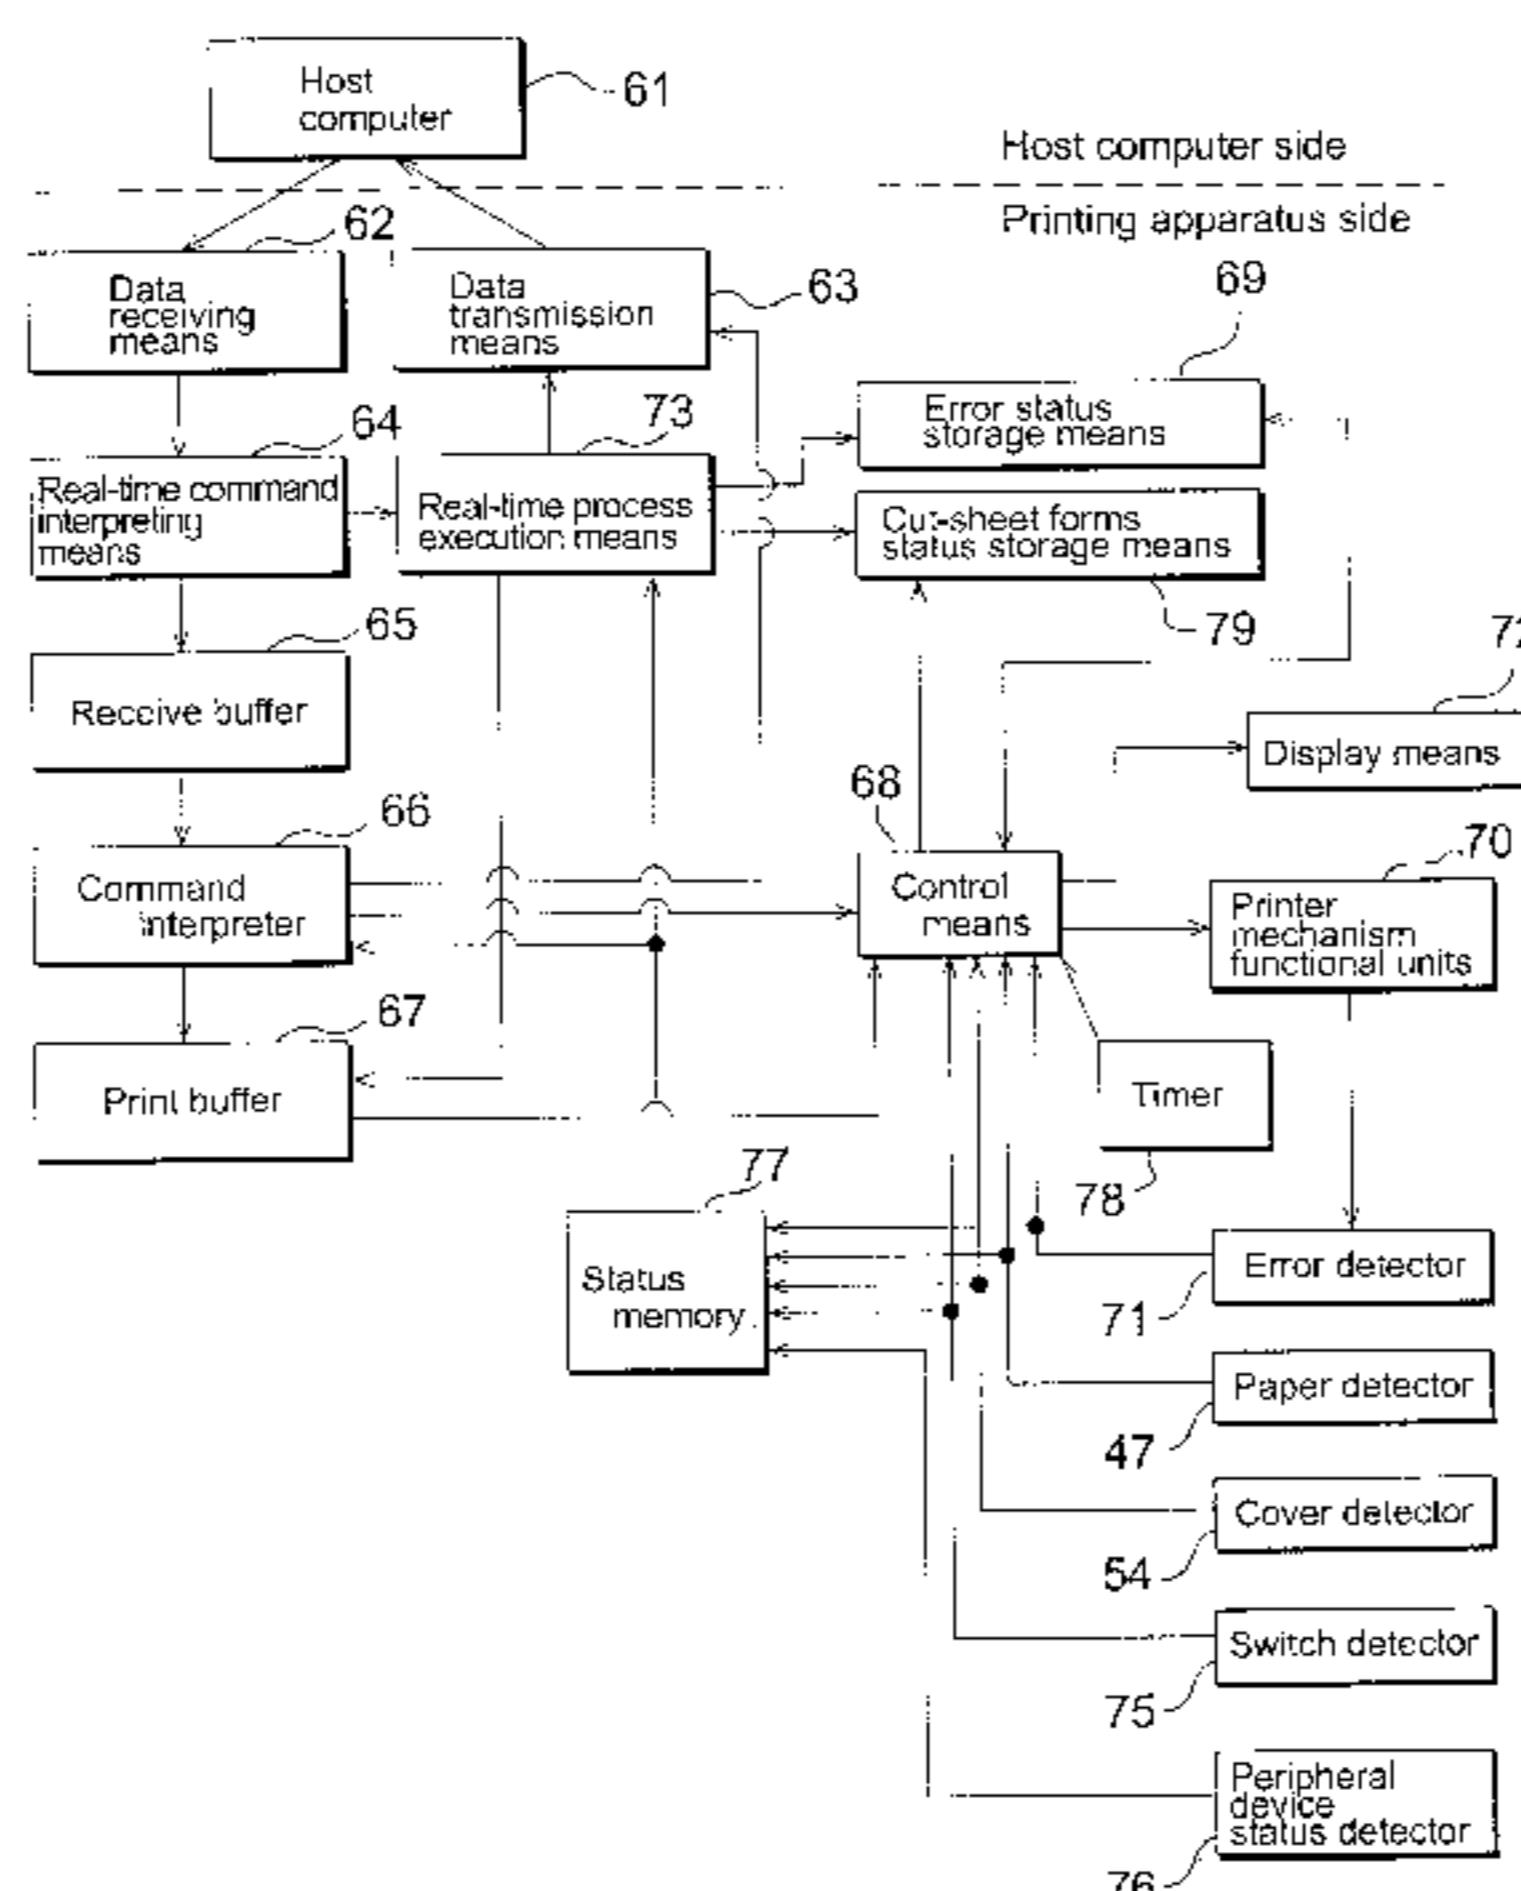 Host
computer
61
Host computer side
Printing apparatus side
62
Data
receiving
means
Data
transmission
means
63
69
Error status
storage means
64
73
Real-time command
interpreting
means
Real-time process
execution means
Cut-sheet forms
status storage means
79
65
Receive buffer
72
Display means
66
68
70
Command
interpreter
Control
means
Printer
mechanism
functional units
67
Print buffer
Timer
78
77
Status
memory
Error detector
71
Paper detector
47
Cover detector
54
Switch detector
75
Peripheral
device
status detector
76